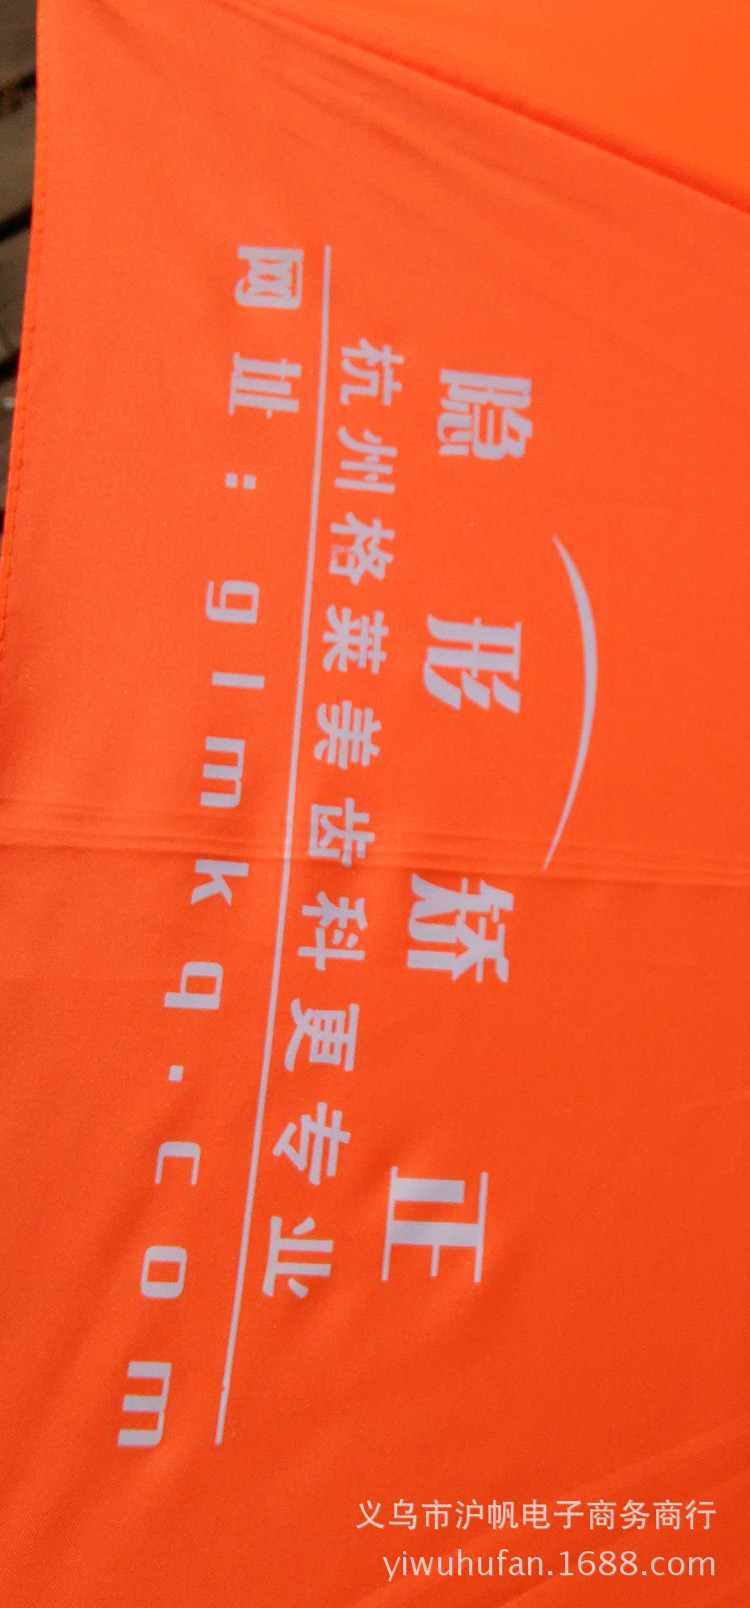 隐形矫正
杭州格莱美齿科更专业
网址:glmkq.com
义乌市沪帆电子商务商行
yiwuhufan.1688.com